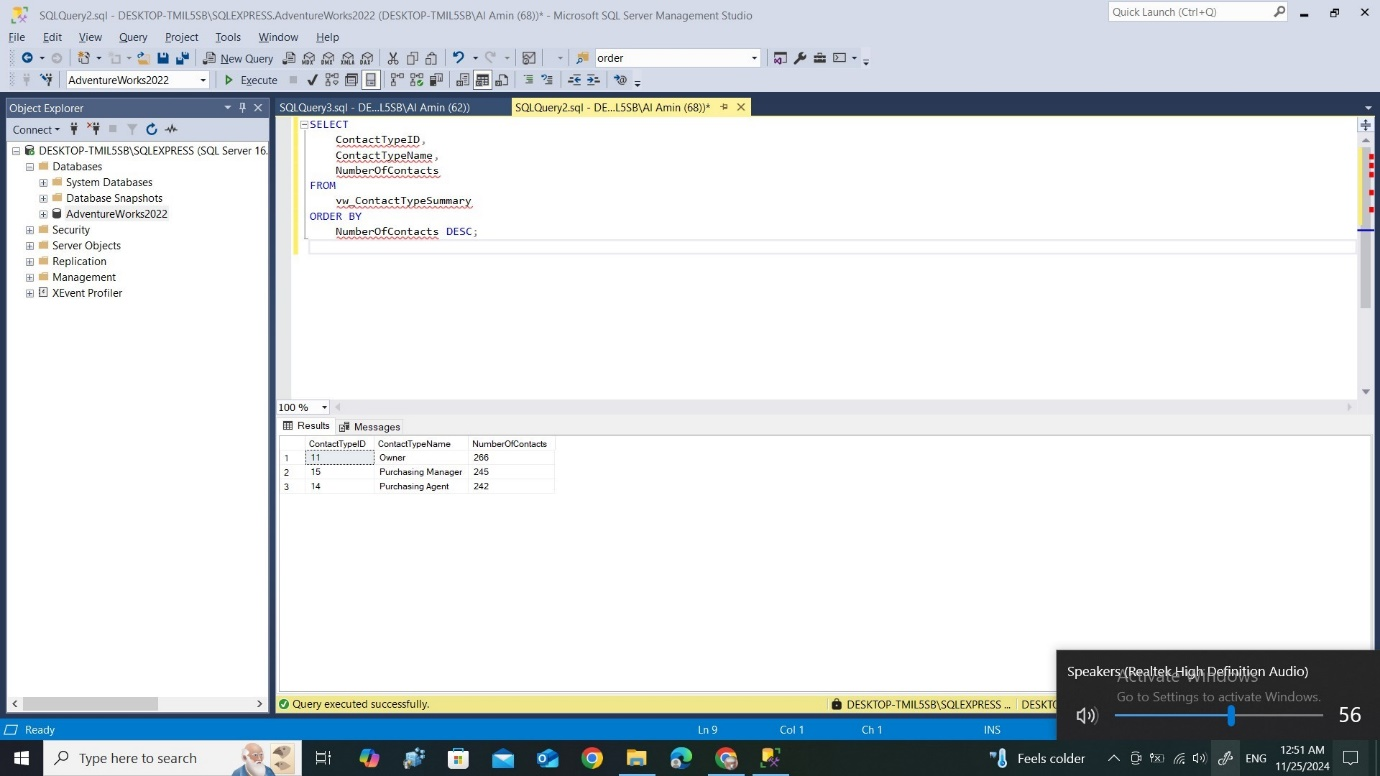 SQLQuery2.sql - DESKTOP-TMIL5SB\SQLEXPRESS.AdventureWorks2022 (DESKTOP-TMIL5SB\Al Amin (68))* - Microsoft SQL Server Management Studio
Quick Launch (Ctrl+Q)
File Edit View Query Project Tools Window Help
New Query
order
AdventureWorks2022
Execute
Object Explorer
SQLQuery3.sql - DE...L5SB\Al Amin (62))
SQLQuery2.sql - DE...L5SB\Al Amin (68))*
Connect
DESKTOP-TMIL5SB\SQLEXPRESS (SQL Server 16.
Databases
System Databases
Database Snapshots
AdventureWorks2022
Security
Server Objects
Replication
Management
XEvent Profiler
SELECT
ContactTypeID,
ContactTypeName,
NumberOfContacts
FROM
vw_ContactTypeSummary
ORDER BY
NumberOfContacts DESC;
100 %
Results Messages
ContactTypeID ContactTypeName NumberOfContacts
1 11 Owner 266
2 15 Purchasing Manager 245
3 14 Purchasing Agent 242
Query executed successfully.
DESKTOP-TMIL5SB\SQLEXPRESS ... DESKTO
Speakers (Realtek High Definition Audio)
Activate Windows
Go to Settings to activate Windows.
56
Ready
Ln 9 Col 1 Ch 1 INS
Type here to search
Feels colder
ENG
12:51 AM
11/25/2024